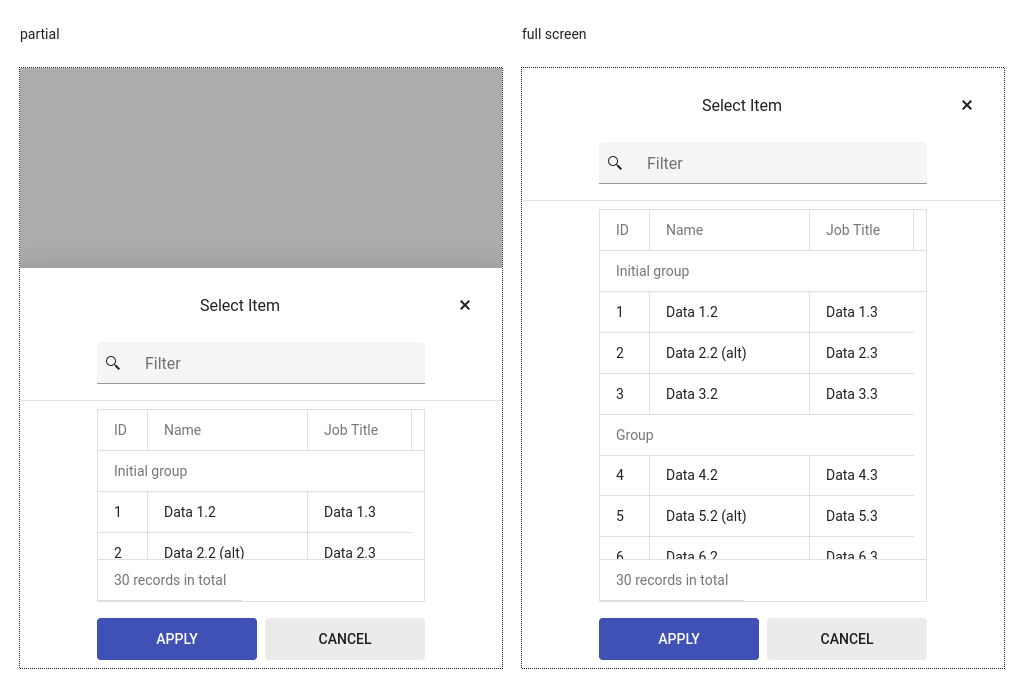 partial
Select Item ×
Filter
ID Name Job Title
Initial group
1 Data 1.2 Data 1.3
2 Data 2.2 (alt) Data 2.3
30 records in total
APPLY CANCEL
full screen
Select Item ×
Filter
ID Name Job Title
Initial group
1 Data 1.2 Data 1.3
2 Data 2.2 (alt) Data 2.3
3 Data 3.2 Data 3.3
Group
4 Data 4.2 Data 4.3
5 Data 5.2 (alt) Data 5.3
6 Data 6.2 Data 6.3
30 records in total
APPLY CANCEL